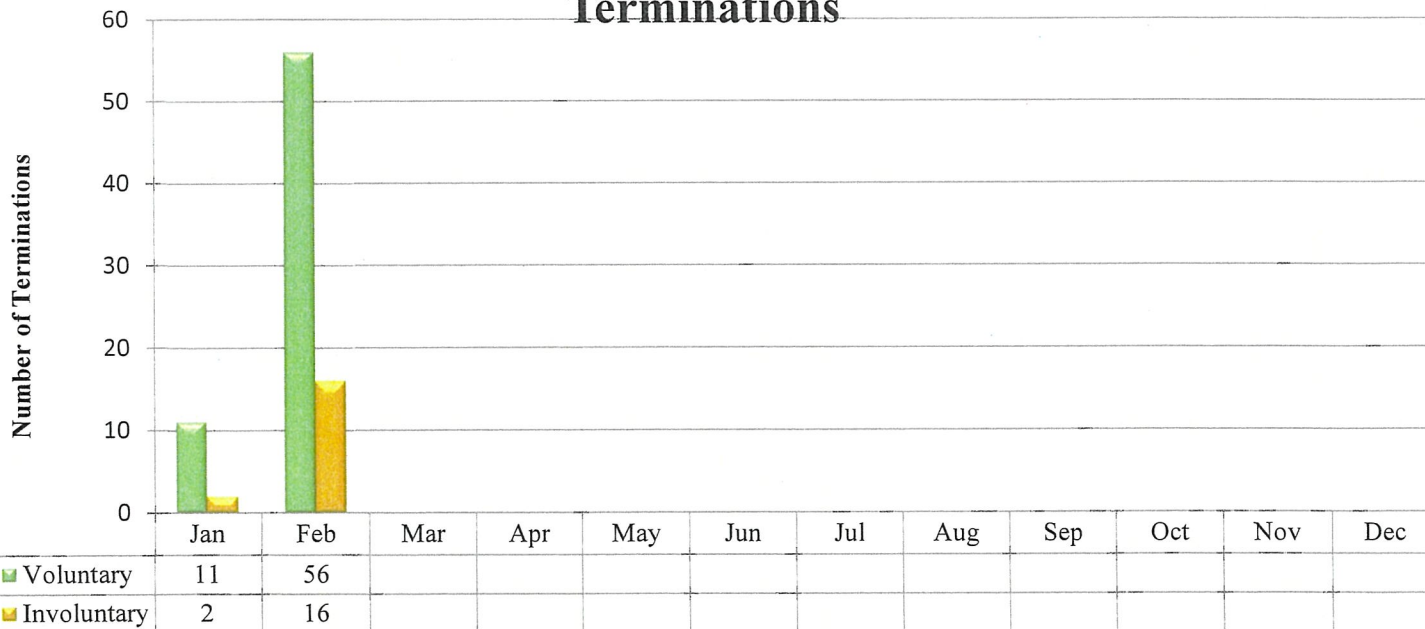 Terminations
Number of Terminations
60
50
40
30
20
10
0
Jan Feb Mar Apr May Jun Jul Aug Sep Oct Nov Dec
Voluntary 11 56
Involuntary 2 16